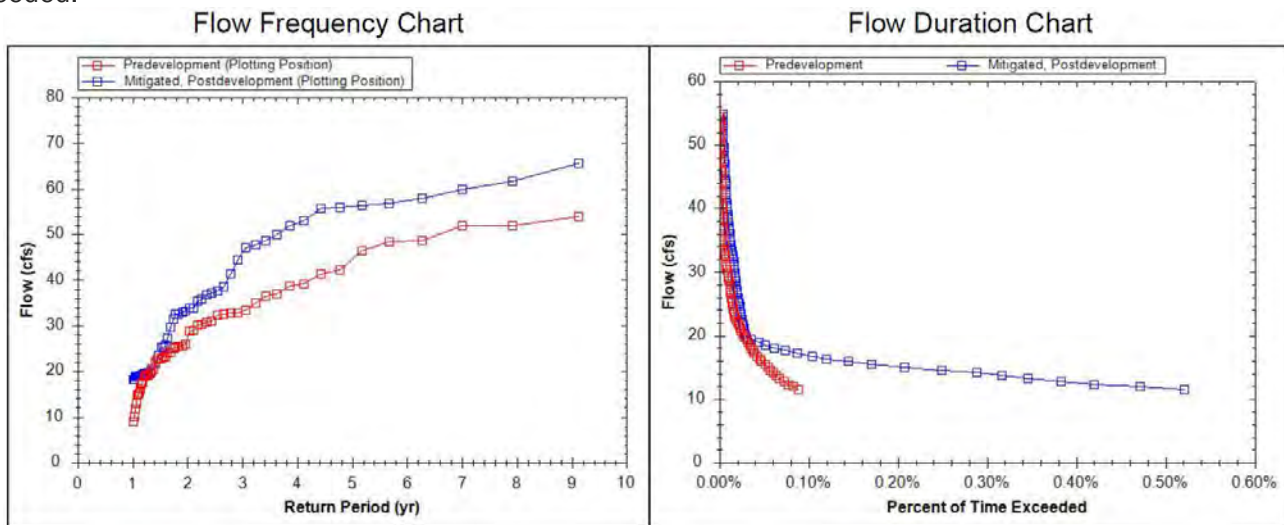 Flow Frequency Chart
Predevelopment (Plotting Position)
Mitigated, Postdevelopment (Plotting Position)
80
70
60
50
40
30
20
10
0
Flow (cfs)
0 1 2 3 4 5 6 7 8 9 10
Return Period (yr)
Flow Duration Chart
Predevelopment Mitigated, Postdevelopment
60
50
40
30
20
10
0
Flow (cfs)
0.00% 0.10% 0.20% 0.30% 0.40% 0.50% 0.60%
Percent of Time Exceeded